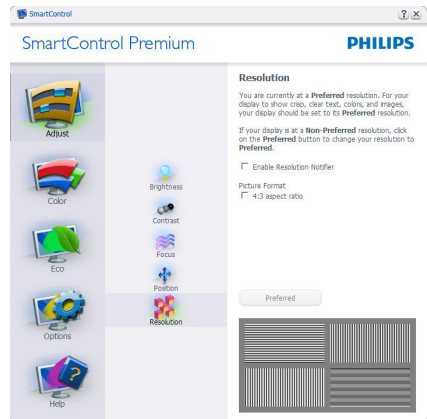 SmartControl
SmartControl Premium
PHILIPS
Adjust
Color
Eco
Options
Help
Brightness
Contrast
Focus
Position
Resolution
Resolution
You are currently at a Preferred resolution. For your
display to show crisp, clear text, colors, and images,
your display should be set to its Preferred resolution.
If your display is at a Non-Preferred resolution, click
on the Preferred button to change your resolution to
Preferred.
Enable Resolution Notifier
Picture Format
4:3 aspect ratio
Preferred